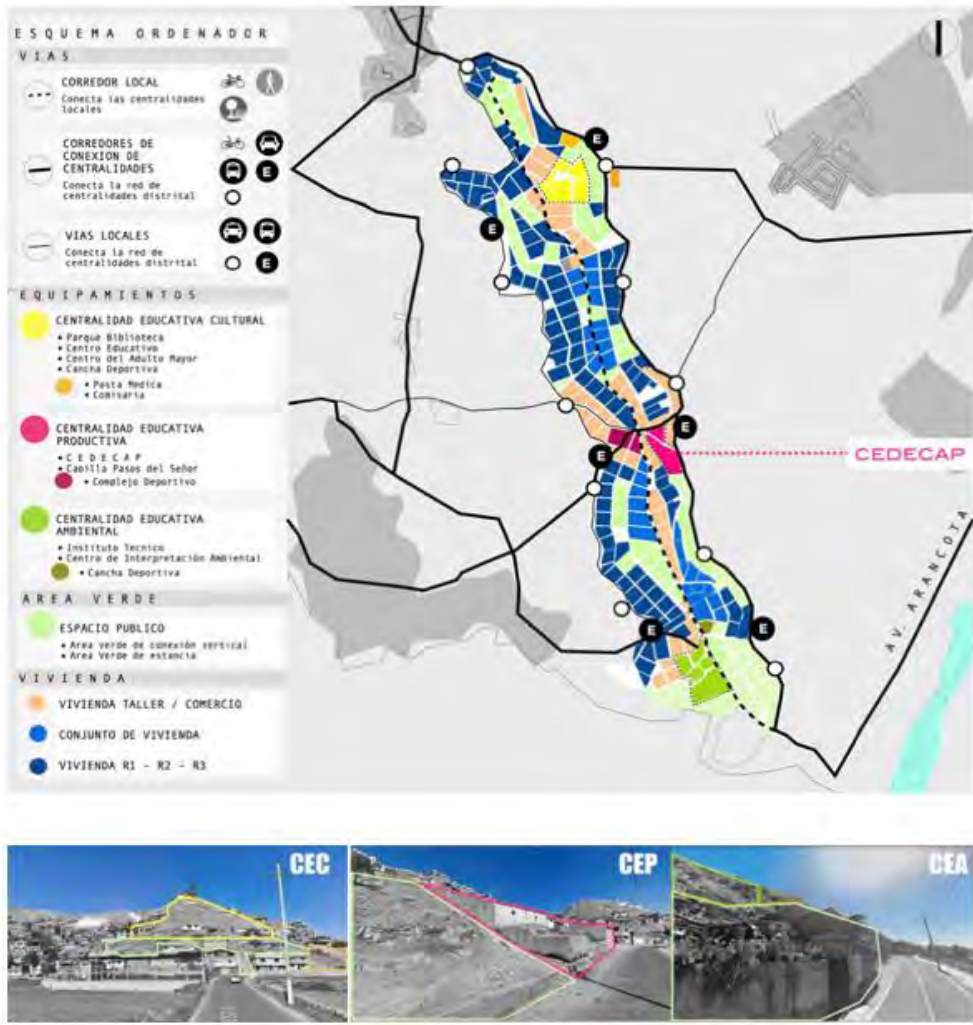 ESQUEMA ORDENADOR
VIAS
CORREDOR LOCAL
Conecta las centralidades
locales
CORREDORES DE
CONEXION DE
CENTRALIDADES
E
Conecta la red de
centralidades distrital
VIAS LOCALES
Conecta la red de
centralidades distrital
E
EQUIPAMIENTOS
CENTRALIDAD EDUCATIVA CULTURAL
• Parque Biblioteca
• Centro Educativo
• Centro del Adulto Mayor
• Cancha Deportiva
• Posta Medica
• Comisaria
CENTRALIDAD EDUCATIVA
PRODUCTIVA
• C E D E C A P
• Capilla Pasos del Señor
• Complejo Deportivo
CENTRALIDAD EDUCATIVA
AMBIENTAL
• Instituto Tecnico
• Centro de Interpretación Ambiental
• Cancha Deportiva
AREA VERDE
ESPACIO PUBLICO
• Area verde de conexión vertical
• Area Verde de estancia
VIVIENDA
VIVIENDA TALLER / COMERCIO
CONJUNTO DE VIVIENDA
VIVIENDA R1 - R2 - R3
E
E
E
E
E
E
CEDECAP
AV. ARANCOTA
CEC
CEP
CEA